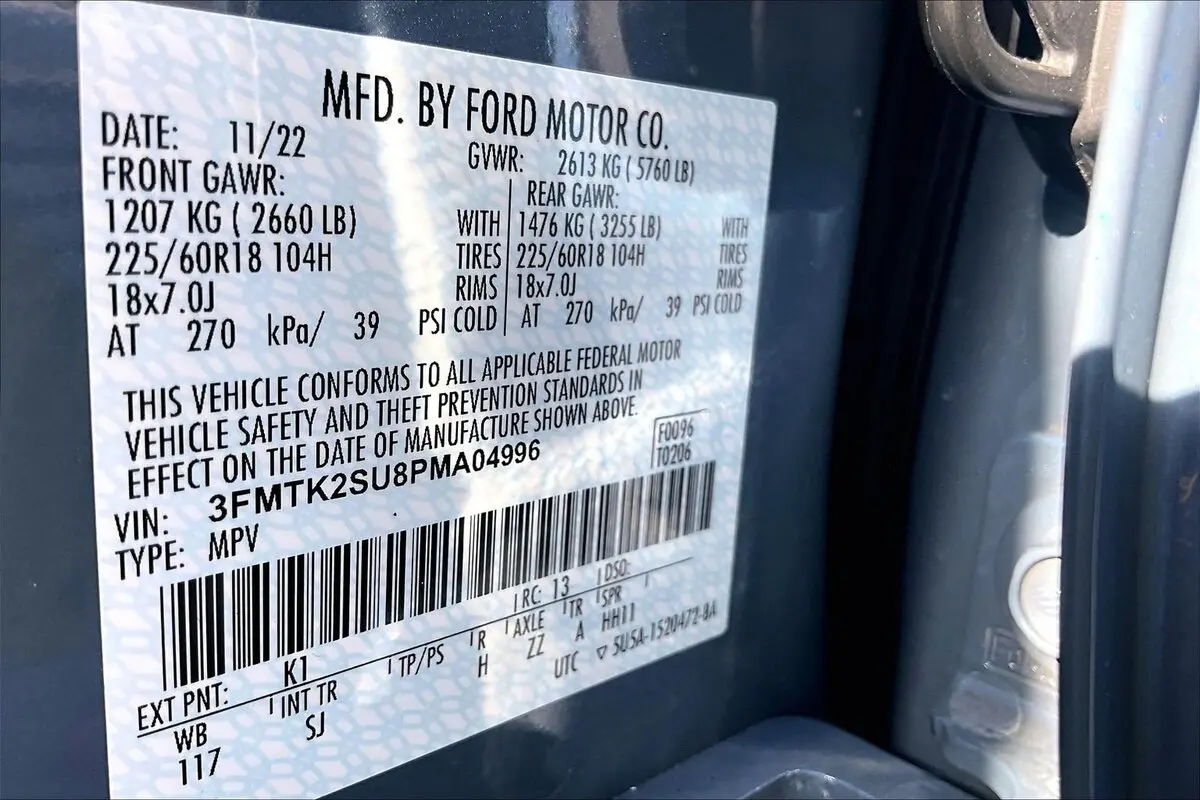 MFD. BY FORD MOTOR CO.
DATE: 11/22 GVWR: 2613 KG ( 5760 LB)
FRONT GAWR: REAR GAWR:
1207 KG ( 2660 LB) WITH 1476 KG ( 3255 LB) WITH
225/60R18 104H TIRES 225/60R18 104H TIRES
18x7.0J RIMS 18x7.0J RIMS
AT 270 kPa/ 39 PSI COLD AT 270 kPa/ 39 PSI COLD
THIS VEHICLE CONFORMS TO ALL APPLICABLE FEDERAL MOTOR
VEHICLE SAFETY AND THEFT PREVENTION STANDARDS IN
EFFECT ON THE DATE OF MANUFACTURE SHOWN ABOVE.
VIN: 3FMTK2SU8PMA04996
F0096
T0206
TYPE: MPV
EXT PNT: K1 RC: 13 DSO:
WB INT TR TP/PS R AXLE TR SPR
117 SJ H ZZ A HH11
UTC ▽ 5U5A-1520472-BA